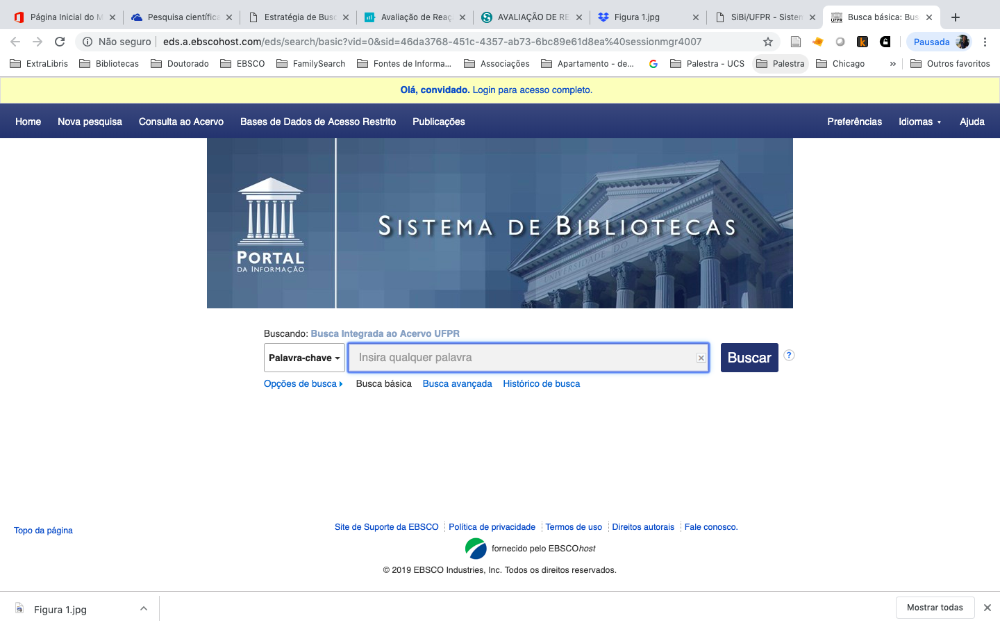 Página Inicial do M
Pesquisa científica
Estratégia de Busc
Avaliação de Reaç
AVALIAÇÃO DE RE
Figura 1.jpg
SiBi/UFPR - Sistem
UFPR
Busca básica: Bus
Não seguro
eds.a.ebscohost.com/eds/search/basic?vid=0&sid=46da3768-451c-4357-ab73-6bc89e61d8ea%40sessionmgr4007
Pausada
ExtraLibris
Bibliotecas
Doutorado
EBSCO
FamilySearch
Fontes de Informa...
Associações
Apartamento - de...
Palestra - UCS
Palestra
Chicago
»
Outros favoritos
Olá, convidado. Login para acesso completo.
Home
Nova pesquisa
Consulta ao Acervo
Bases de Dados de Acesso Restrito
Publicações
Preferências
Idiomas
Ajuda
PORTAL
DA INFORMAÇÃO
SISTEMA DE BIBLIOTECAS
UNIVERSIDADE DO
Buscando: Busca Integrada ao Acervo UFPR
Palavra-chave
Insira qualquer palavra
Buscar
?
Opções de busca
Busca básica
Busca avançada
Histórico de busca
Topo da página
Site de Suporte da EBSCO
Política de privacidade
Termos de uso
Direitos autorais
Fale conosco.
fornecido pelo EBSCOhost
© 2019 EBSCO Industries, Inc. Todos os direitos reservados.
Figura 1.jpg
Mostrar todas